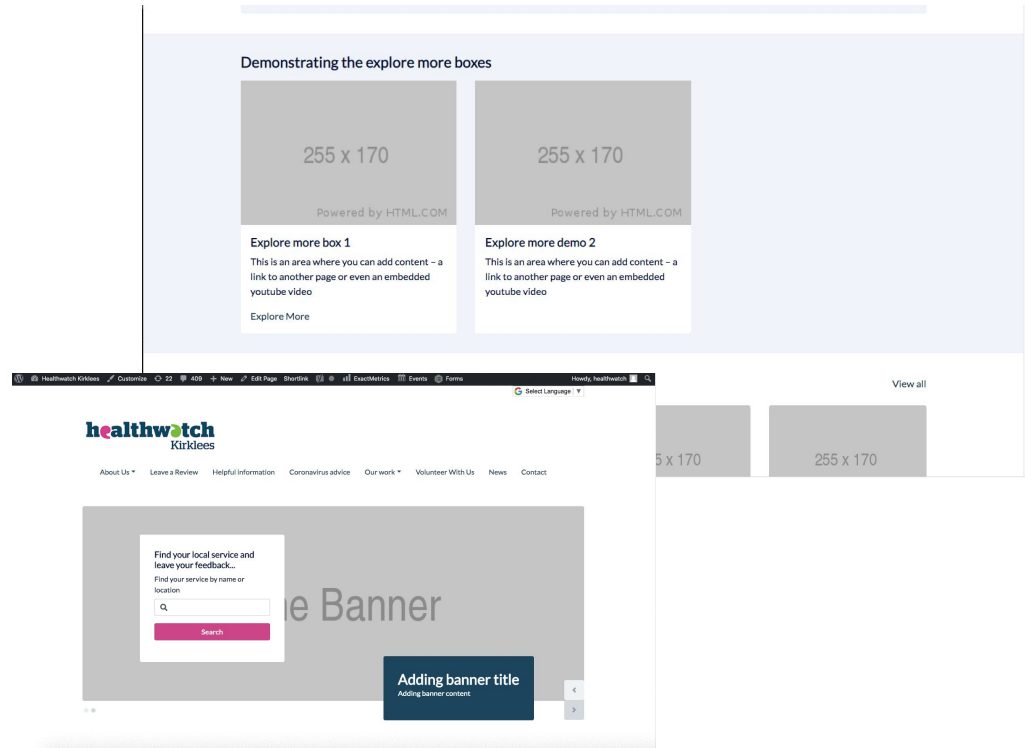 Demonstrating the explore more boxes
255 x 170
Powered by HTML.COM
255 x 170
Powered by HTML.COM
Explore more box 1
This is an area where you can add content – a
link to another page or even an embedded
youtube video
Explore More
Explore more demo 2
This is an area where you can add content – a
link to another page or even an embedded
youtube video
View all
5 x 170
255 x 170
Healthwatch Kirklees Customize 22 409 + New Edit Page Shortlink ExactMetrics Events Forms Howdy, healthwatch
G Select Language ▼
healthwatch
Kirklees
About Us Leave a Review Helpful Information Coronavirus advice Our work Volunteer With Us News Contact
Find your local service and
leave your feedback...
Find your service by name or
location
Search
e Banner
Adding banner title
Adding banner content